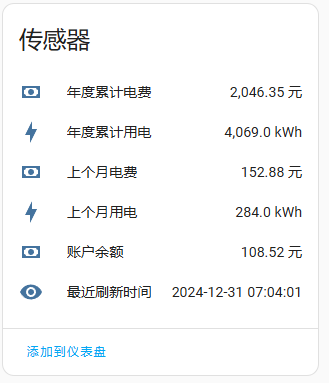 传感器
年度累计电费 2,046.35 元
年度累计用电 4,069.0 kWh
上个月电费 152.88 元
上个月用电 284.0 kWh
账户余额 108.52 元
最近刷新时间 2024-12-31 07:04:01
添加到仪表盘